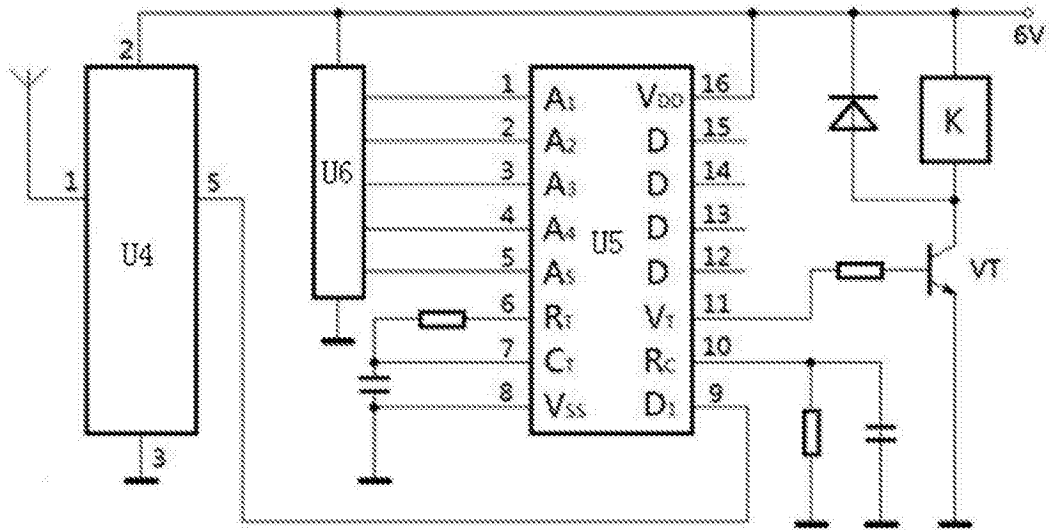 2
6V
1
5
3
U4
U6
1 A1 VDD 16
2 A2 D 15
3 A3 D 14
4 A4 D 13
5 A5 D 12
6 RT VT 11
7 CT RC 10
8 VSS DI 9
U5
K
VT